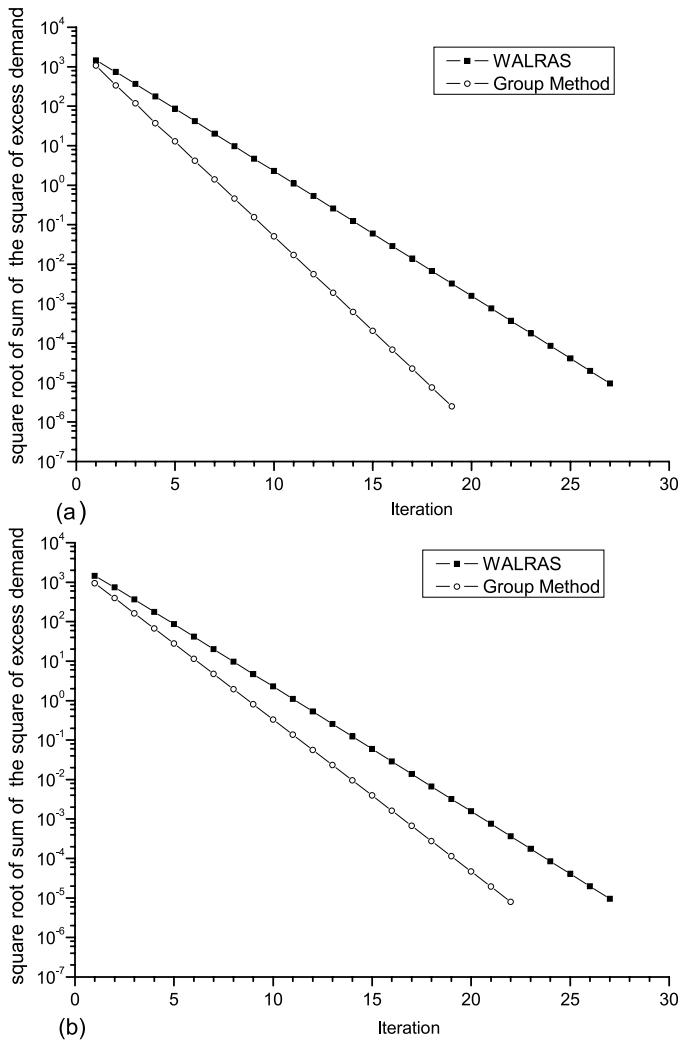 10^4
10^3
10^2
10^1
10^0
10^-1
10^-2
10^-3
10^-4
10^-5
10^-6
10^-7
square root of sum of the square of excess demand
WALRAS
Group Method
0 5 10 15 20 25 30
Iteration
(a)
10^4
10^3
10^2
10^1
10^0
10^-1
10^-2
10^-3
10^-4
10^-5
10^-6
10^-7
square root of sum of the square of excess demand
WALRAS
Group Method
0 5 10 15 20 25 30
Iteration
(b)